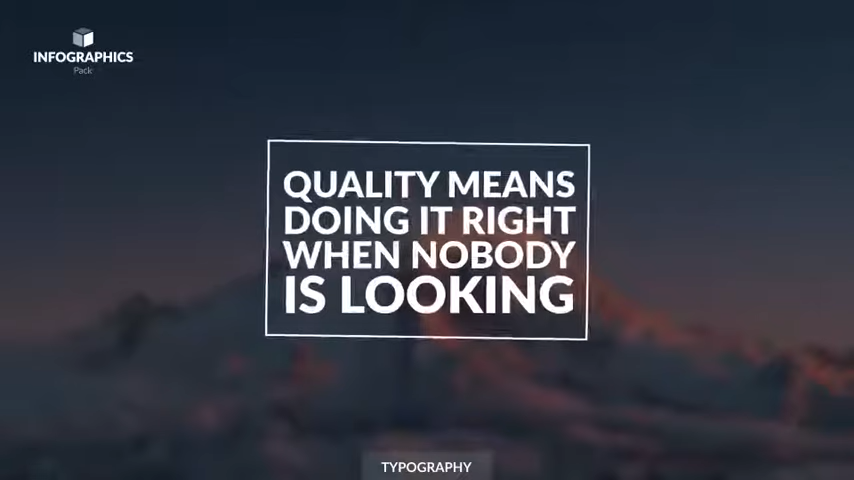 INFOGRAPHICS
Pack
QUALITY MEANS
DOING IT RIGHT
WHEN NOBODY
IS LOOKING
TYPOGRAPHY